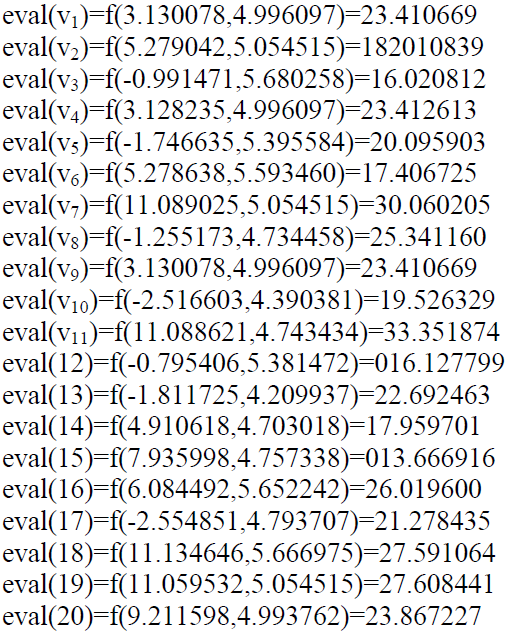 eval(v₁)=f(3.130078,4.996097)=23.410669
eval(v₂)=f(5.279042,5.054515)=182010839
eval(v₃)=f(-0.991471,5.680258)=16.020812
eval(v₄)=f(3.128235,4.996097)=23.412613
eval(v₅)=f(-1.746635,5.395584)=20.095903
eval(v₆)=f(5.278638,5.593460)=17.406725
eval(v₇)=f(11.089025,5.054515)=30.060205
eval(v₈)=f(-1.255173,4.734458)=25.341160
eval(v₉)=f(3.130078,4.996097)=23.410669
eval(v₁₀)=f(-2.516603,4.390381)=19.526329
eval(v₁₁)=f(11.088621,4.743434)=33.351874
eval(12)=f(-0.795406,5.381472)=016.127799
eval(13)=f(-1.811725,4.209937)=22.692463
eval(14)=f(4.910618,4.703018)=17.959701
eval(15)=f(7.935998,4.757338)=013.666916
eval(16)=f(6.084492,5.652242)=26.019600
eval(17)=f(-2.554851,4.793707)=21.278435
eval(18)=f(11.134646,5.666975)=27.591064
eval(19)=f(11.059532,5.054515)=27.608441
eval(20)=f(9.211598,4.993762)=23.867227